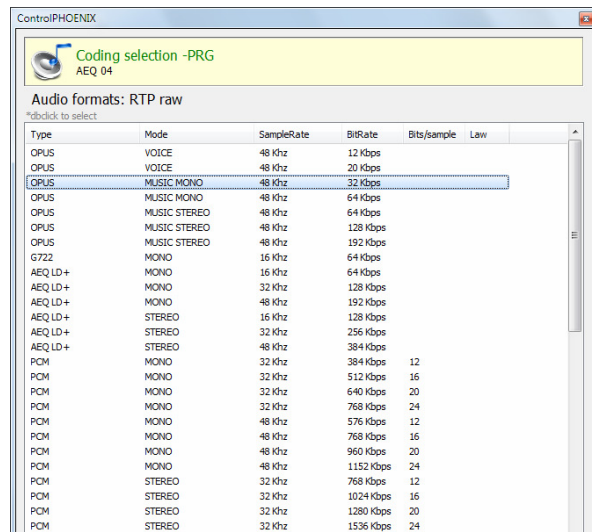 ControlPHOENIX
Coding selection -PRG
AEQ 04
Audio formats: RTP raw
*dbclick to select
Type Mode SampleRate BitRate Bits/sample Law
OPUS VOICE 48 Khz 12 Kbps
OPUS VOICE 48 Khz 20 Kbps
OPUS MUSIC MONO 48 Khz 32 Kbps
OPUS MUSIC MONO 48 Khz 64 Kbps
OPUS MUSIC STEREO 48 Khz 64 Kbps
OPUS MUSIC STEREO 48 Khz 128 Kbps
OPUS MUSIC STEREO 48 Khz 192 Kbps
G722 MONO 16 Khz 64 Kbps
AEQ LD+ MONO 16 Khz 64 Kbps
AEQ LD+ MONO 32 Khz 128 Kbps
AEQ LD+ MONO 48 Khz 192 Kbps
AEQ LD+ STEREO 16 Khz 128 Kbps
AEQ LD+ STEREO 32 Khz 256 Kbps
AEQ LD+ STEREO 48 Khz 384 Kbps
PCM MONO 32 Khz 384 Kbps 12
PCM MONO 32 Khz 512 Kbps 16
PCM MONO 32 Khz 640 Kbps 20
PCM MONO 32 Khz 768 Kbps 24
PCM MONO 48 Khz 576 Kbps 12
PCM MONO 48 Khz 768 Kbps 16
PCM MONO 48 Khz 960 Kbps 20
PCM MONO 48 Khz 1152 Kbps 24
PCM STEREO 32 Khz 768 Kbps 12
PCM STEREO 32 Khz 1024 Kbps 16
PCM STEREO 32 Khz 1280 Kbps 20
PCM STEREO 32 Khz 1536 Kbps 24